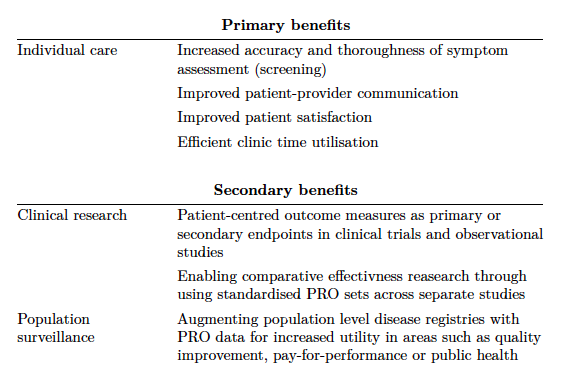 Primary benefits
Individual care Increased accuracy and thoroughness of symptom
assessment (screening)
Improved patient-provider communication
Improved patient satisfaction
Efficient clinic time utilisation
Secondary benefits
Clinical research Patient-centred outcome measures as primary or
secondary endpoints in clinical trials and observational
studies
Enabling comparative effectivness reasearch through
using standardised PRO sets across separate studies
Population Augmenting population level disease registries with
surveillance PRO data for increased utility in areas such as quality
improvement, pay-for-performance or public health